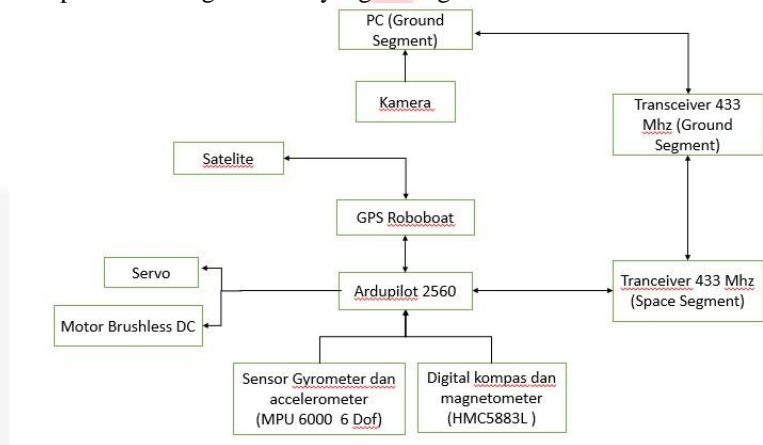 PC (Ground
Segment)
Kamera
Transceiver 433
Mhz (Ground
Segment)
Satelite
GPS Roboboat
Servo
Ardupilot 2560
Tranceiver 433 Mhz
(Space Segment)
Motor Brushless DC
Sensor Gyrometer dan
accelerometer
(MPU 6000 6 Dof)
Digital kompas dan
magnetometer
(HMC5883L )